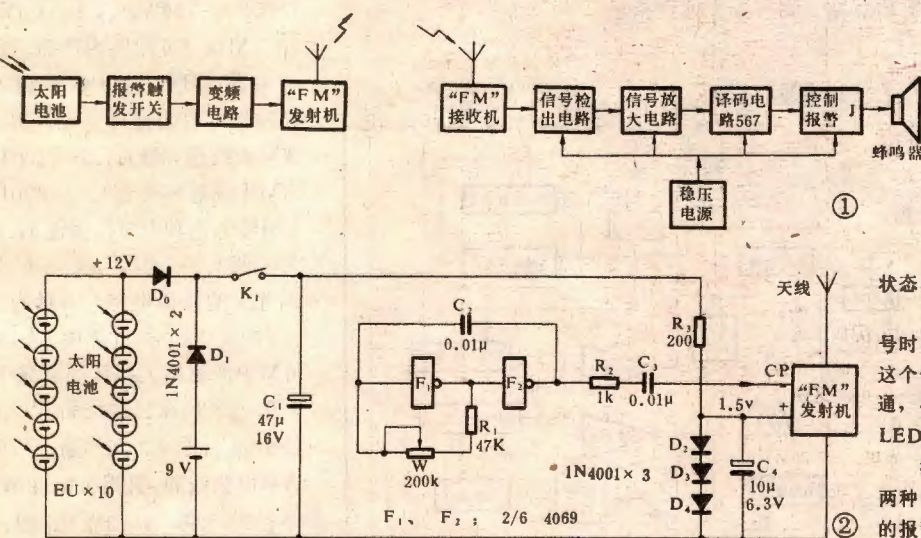 太阳
电池
报警触
发开关
变频
电路
“FM”
发射机
“FM”
接收机
信号检
出电路
信号放
大电路
译码电
路567
控制
报警
J
蜂鸣器
稳压
电源
①
+12V
D₀
K₁
太阳
电池
EU×10
1N4001×2
D₁
9V
C₁
47μ
16V
C₂
0.01μ
F₁
F₂
R₁
47K
W
200k
R₂
1k
C₃
0.01μ
R₃
200
CP
1.5v
+
天线
“FM”
发射机
D₂
D₃
D₄
1N4001×3
C₄
10μ
6.3V
F₁、 F₂: 2/6 4069
②
状态
号时
这个
通,
LED
两种
的报